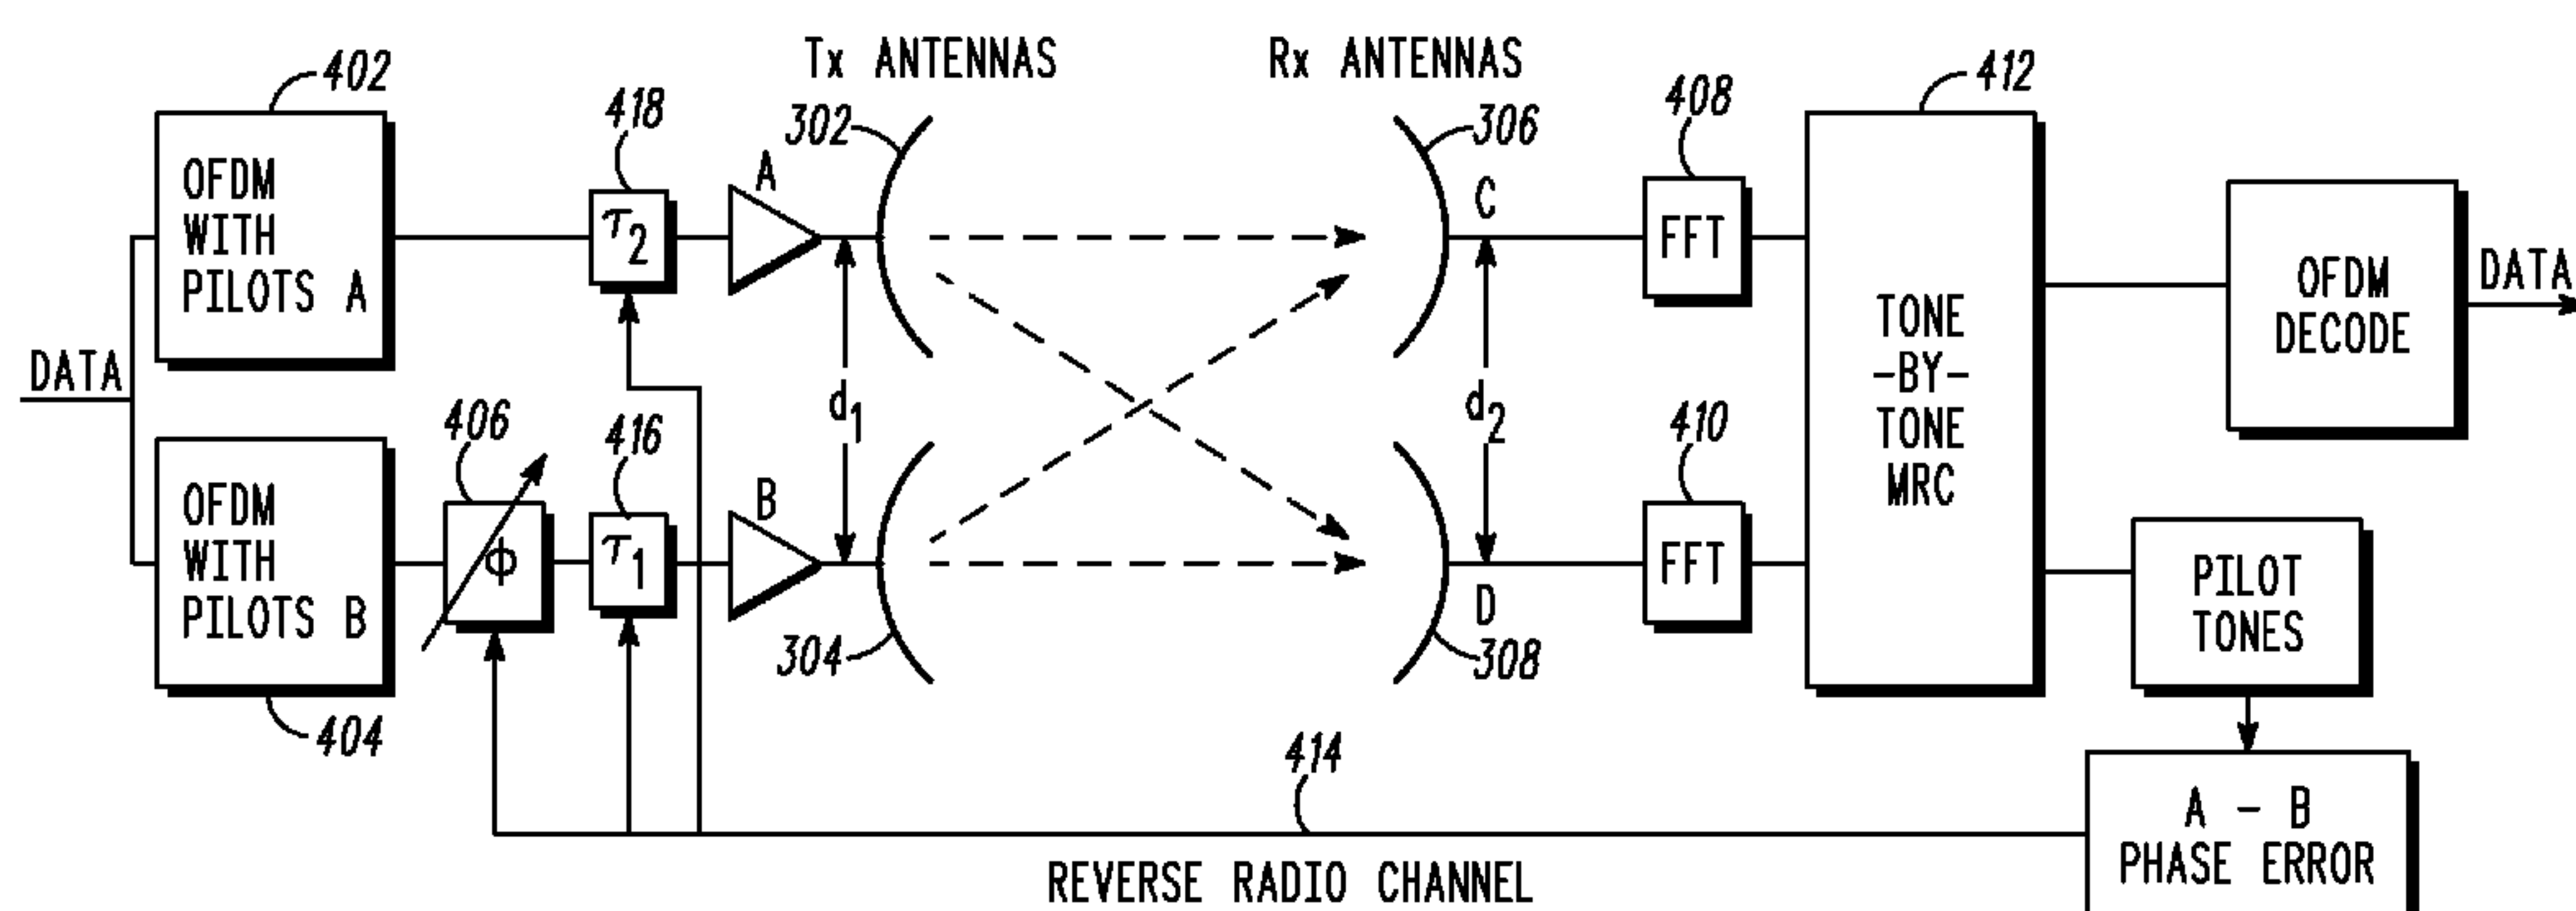 402
OFDM
WITH
PILOTS A
DATA
OFDM
WITH
PILOTS B
404
406
Φ
418
τ2
416
τ1
A
B
Tx ANTENNAS
302
304
d1
Rx ANTENNAS
306
308
C
D
d2
408
FFT
410
FFT
412
TONE
-BY-
TONE
MRC
OFDM
DECODE
DATA
PILOT
TONES
A - B
PHASE ERROR
414
REVERSE RADIO CHANNEL